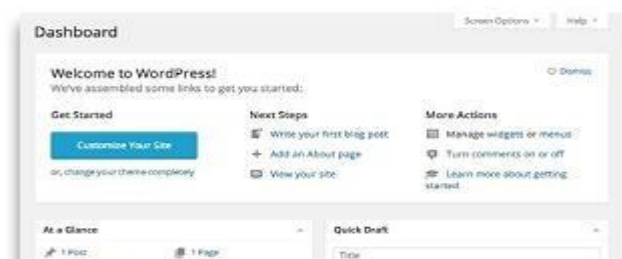 Screen Options Help
Dashboard
Welcome to WordPress!
We've assembled some links to get you started:
Dismiss
Get Started
Customize Your Site
or, change your theme completely
Next Steps
Write your first blog post
Add an About page
View your site
More Actions
Manage widgets or menus
Turn comments on or off
Learn more about getting
started
At a Glance
1 Post 1 Page
Quick Draft
Title